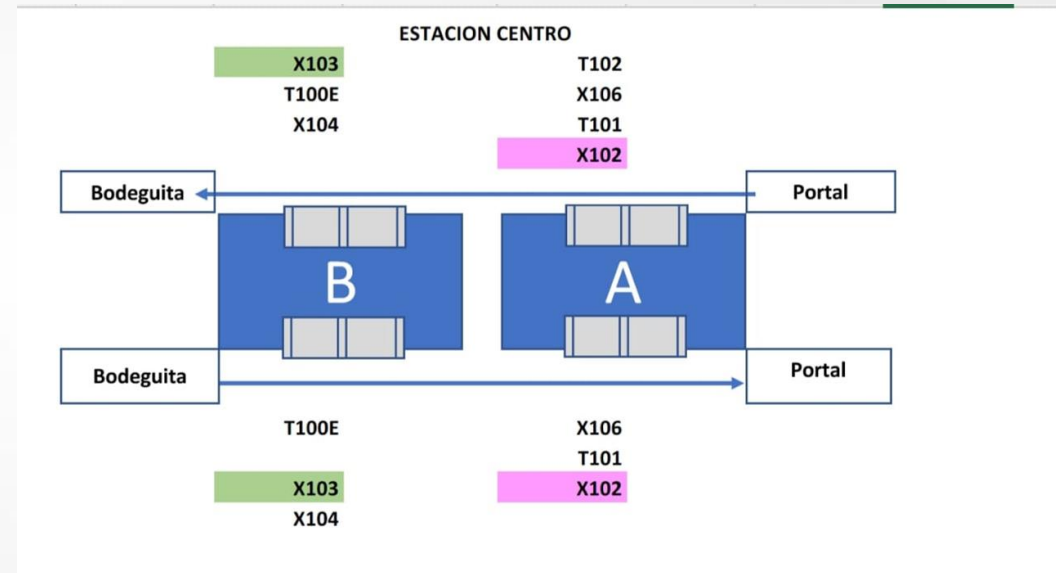 ESTACION CENTRO
X103 T102
T100E X106
X104 T101
X102
Bodeguita Portal
B A
Bodeguita Portal
T100E X106
T101
X103 X102
X104